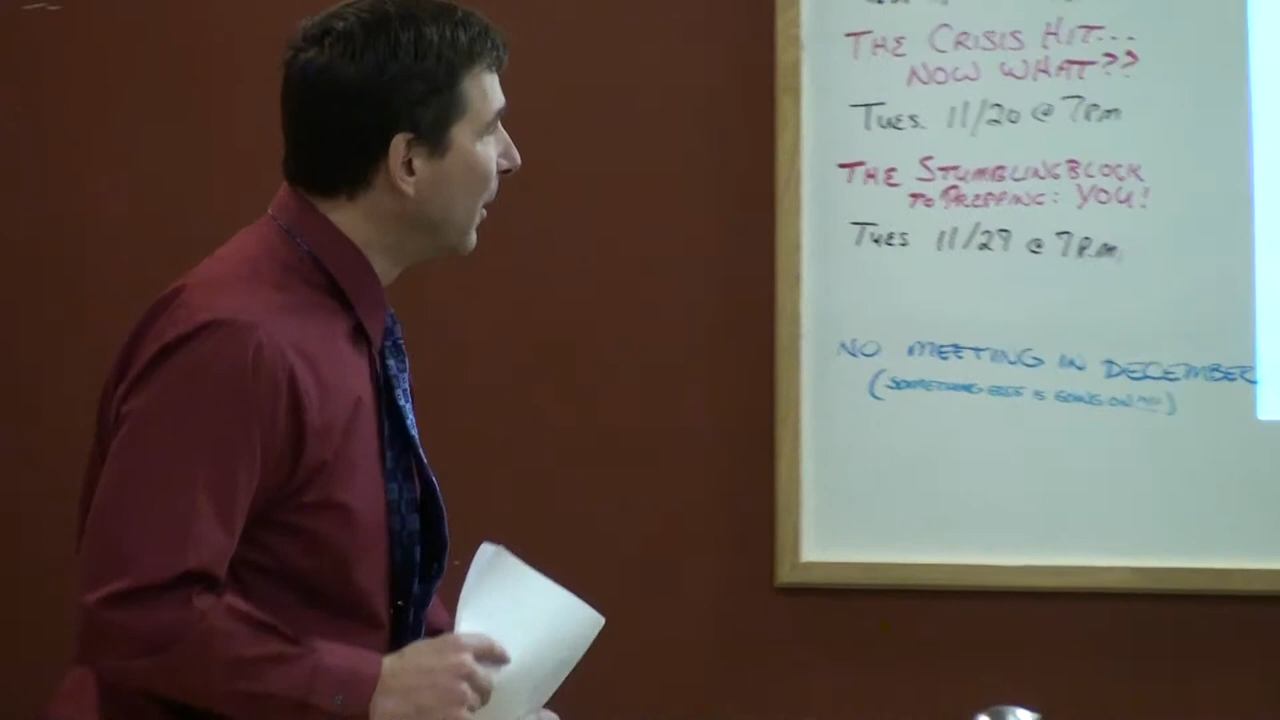 THE CRISIS HIT...
NOW WHAT??
TUES. 11/20 @ 7PM
THE STUMBLINGBLOCK
TO PREPPING: YOU!
TUES 11/27 @ 7P.M.
NO MEETING IN DECEMBER
(SOMETHING ELSE IS GOING ON